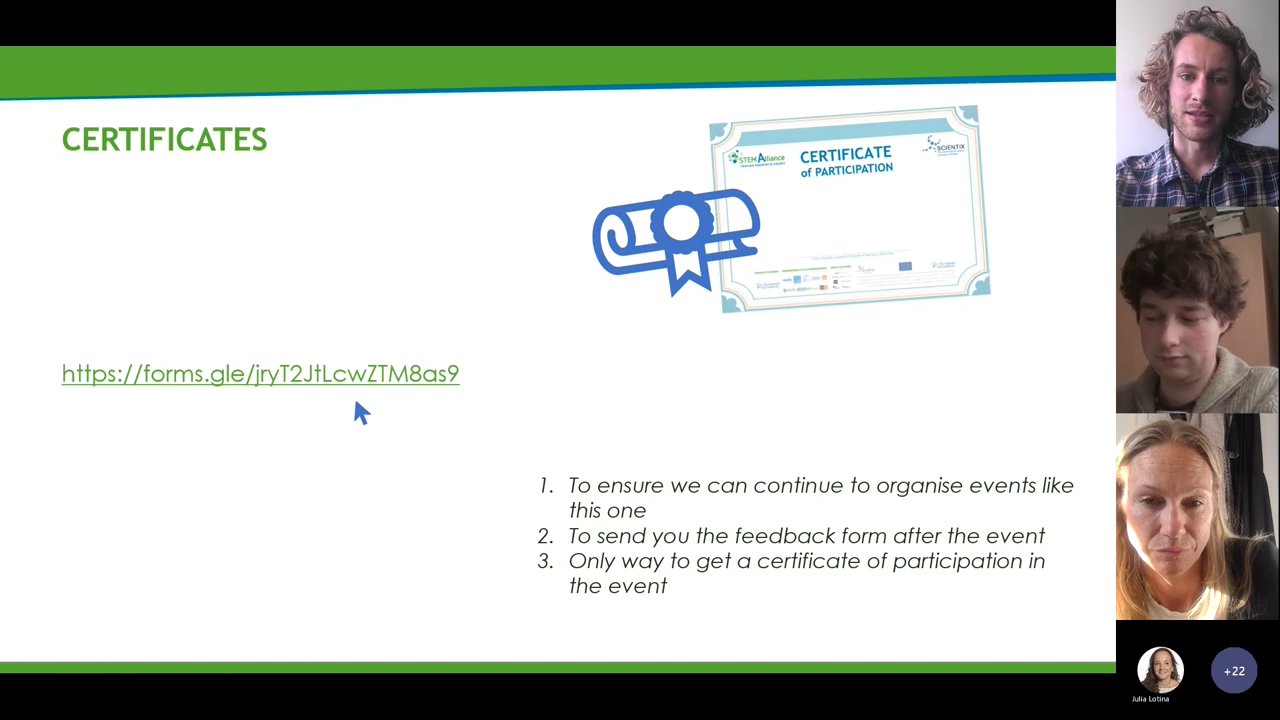 CERTIFICATES
STEM Alliance
SCIENTIX
CERTIFICATE
of PARTICIPATION
https://forms.gle/jryT2JtLcwZTM8as9
1. To ensure we can continue to organise events like
this one
2. To send you the feedback form after the event
3. Only way to get a certificate of participation in
the event
Julia Lotina
+22